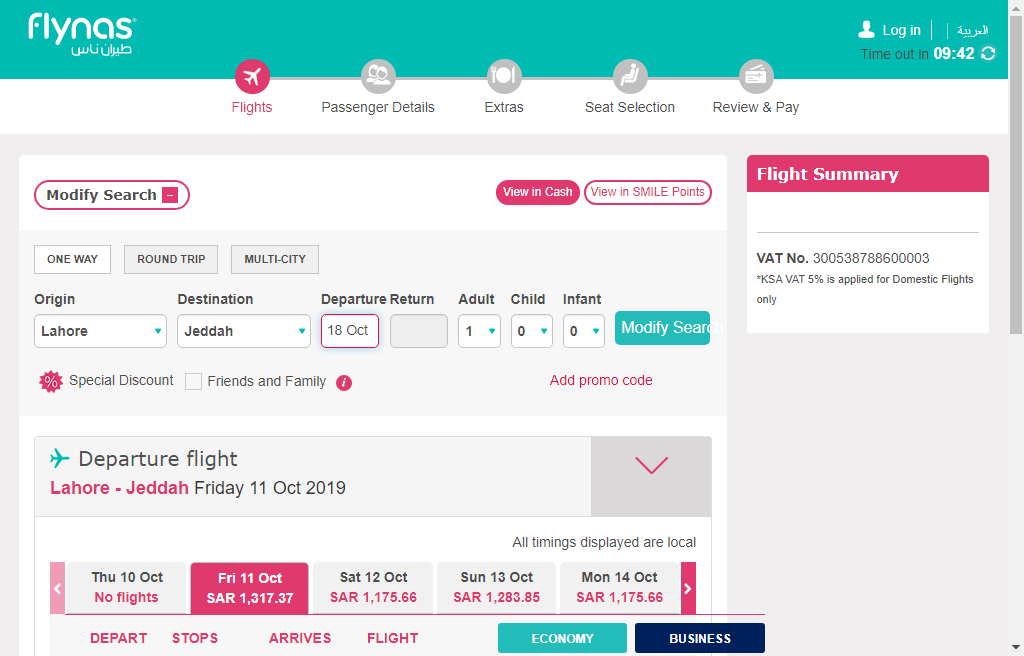 flynas
طيران ناس
Log in
العربية
Time out in 09:42
Flights
Passenger Details
Extras
Seat Selection
Review & Pay
Modify Search
View in Cash
View in SMILE Points
Flight Summary
VAT No. 300538788600003
*KSA VAT 5% is applied for Domestic Flights
only
ONE WAY
ROUND TRIP
MULTI-CITY
Origin
Destination
Departure
Return
Adult
Child
Infant
Lahore
Jeddah
18 Oct
1
0
0
Modify Search
Special Discount
Friends and Family
i
Add promo code
Departure flight
Lahore - Jeddah Friday 11 Oct 2019
All timings displayed are local
Thu 10 Oct
No flights
Fri 11 Oct
SAR 1,317.37
Sat 12 Oct
SAR 1,175.66
Sun 13 Oct
SAR 1,283.85
Mon 14 Oct
SAR 1,175.66
DEPART
STOPS
ARRIVES
FLIGHT
ECONOMY
BUSINESS